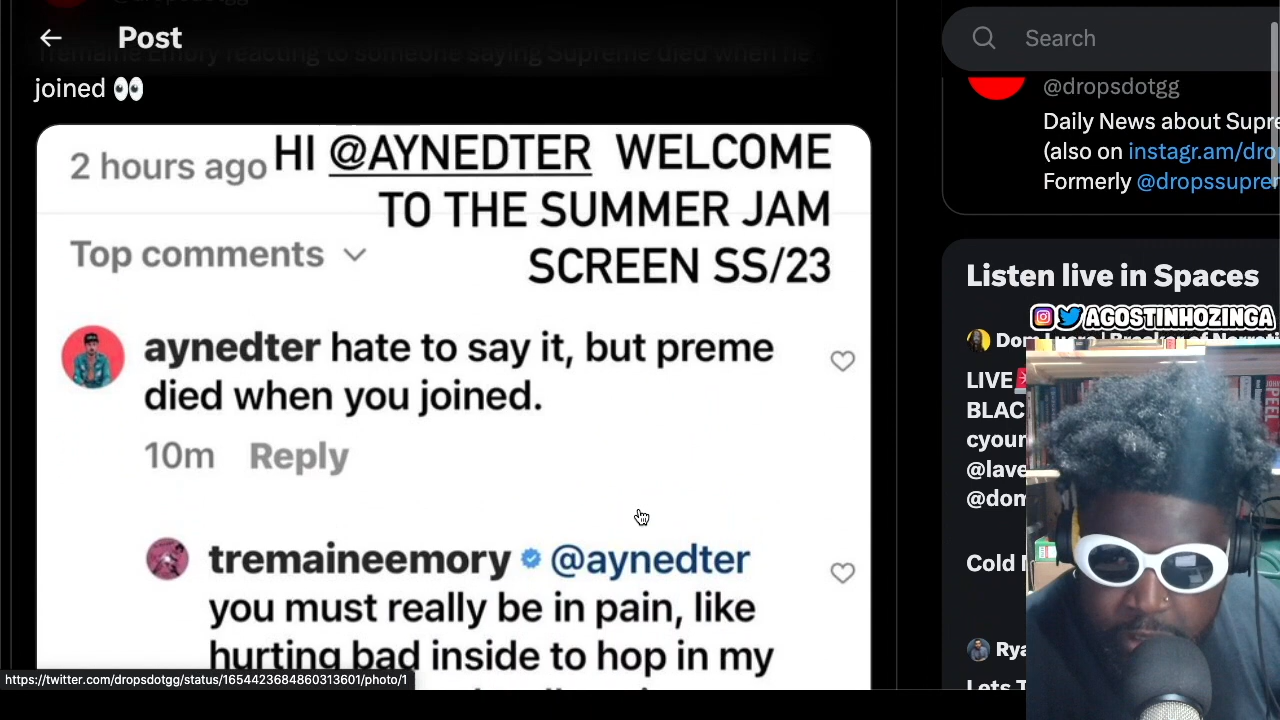 Post
Search
Tremaine Emory reacting to someone saying Supreme died when he
joined 👀
@dropsdotgg
Daily News about Supre
(also on instagr.am/dro
Formerly @dropssuprem
2 hours ago
HI @AYNEDTER WELCOME
TO THE SUMMER JAM
SCREEN SS/23
Top comments
aynedter hate to say it, but preme
died when you joined.
10m Reply
tremaineemory @aynedter
you must really be in pain, like
hurting bad inside to hop in my
https://twitter.com/dropsdotgg/status/1654423684860313601/photo/1
Listen live in Spaces
AGOSTINHOZINGA
LIVE
BLAC
cyour
@lave
@dom
Cold
Rya
Lets T